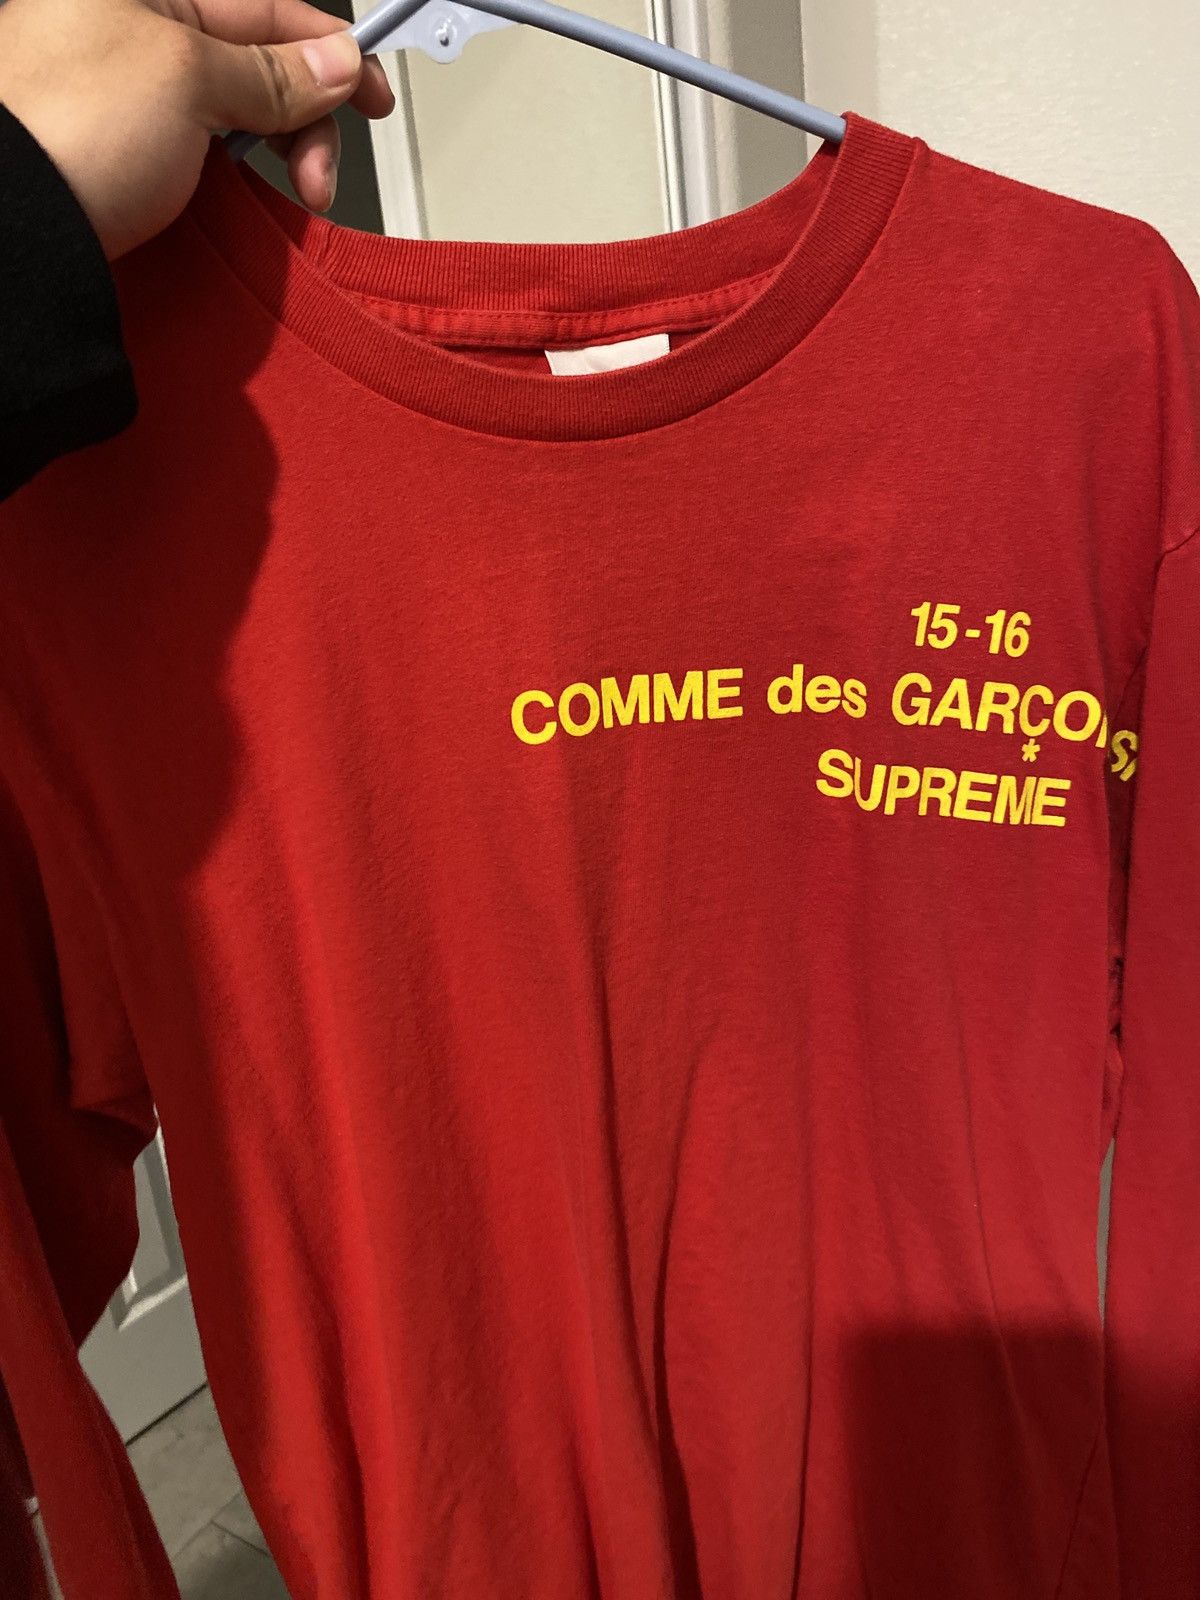 15-16
COMME des GARÇONS
*
SUPREME